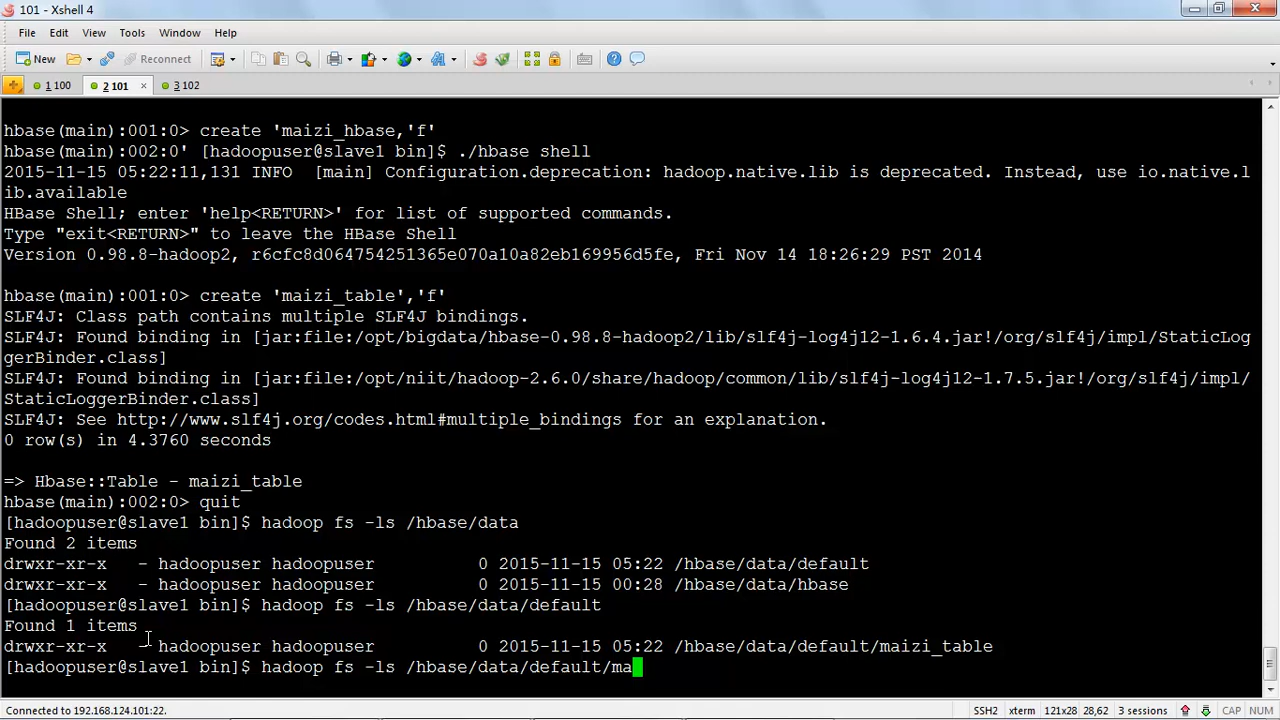 101 - Xshell 4
File Edit View Tools Window Help
New Reconnect
1 100 2 101 3 102
hbase(main):001:0> create 'maizi_hbase,'f'
hbase(main):002:0' [hadoopuser@slave1 bin]$ ./hbase shell
2015-11-15 05:22:11,131 INFO  [main] Configuration.deprecation: hadoop.native.lib is deprecated. Instead, use io.native.l
ib.available
HBase Shell; enter 'help<RETURN>' for list of supported commands.
Type "exit<RETURN>" to leave the HBase Shell
Version 0.98.8-hadoop2, r6cfc8d064754251365e070a10a82eb169956d5fe, Fri Nov 14 18:26:29 PST 2014
hbase(main):001:0> create 'maizi_table','f'
SLF4J: Class path contains multiple SLF4J bindings.
SLF4J: Found binding in [jar:file:/opt/bigdata/hbase-0.98.8-hadoop2/lib/slf4j-log4j12-1.6.4.jar!/org/slf4j/impl/StaticLog
gerBinder.class]
SLF4J: Found binding in [jar:file:/opt/niit/hadoop-2.6.0/share/hadoop/common/lib/slf4j-log4j12-1.7.5.jar!/org/slf4j/impl/
StaticLoggerBinder.class]
SLF4J: See http://www.slf4j.org/codes.html#multiple_bindings for an explanation.
0 row(s) in 4.3760 seconds
=> Hbase::Table - maizi_table
hbase(main):002:0> quit
[hadoopuser@slave1 bin]$ hadoop fs -ls /hbase/data
Found 2 items
drwxr-xr-x   - hadoopuser hadoopuser          0 2015-11-15 05:22 /hbase/data/default
drwxr-xr-x   - hadoopuser hadoopuser          0 2015-11-15 00:28 /hbase/data/hbase
[hadoopuser@slave1 bin]$ hadoop fs -ls /hbase/data/default
Found 1 items
drwxr-xr-x   - hadoopuser hadoopuser          0 2015-11-15 05:22 /hbase/data/default/maizi_table
[hadoopuser@slave1 bin]$ hadoop fs -ls /hbase/data/default/ma
Connected to 192.168.124.101:22. SSH2 xterm 121x28 28,62 3 sessions CAP NUM